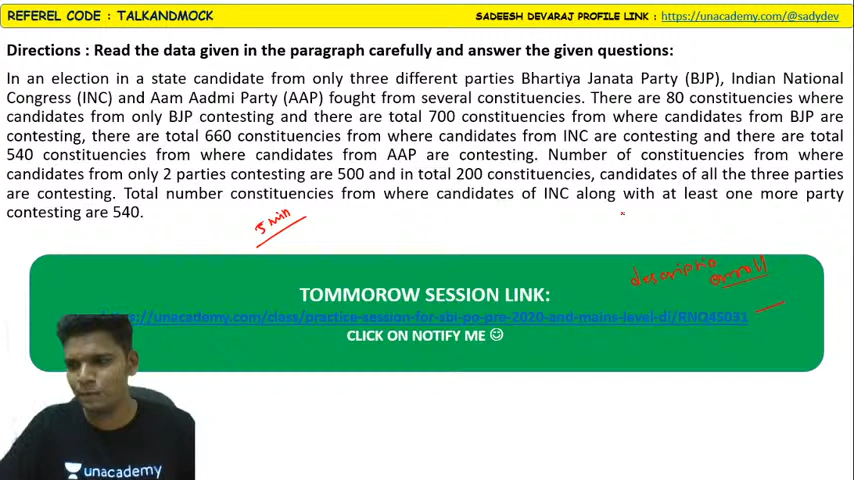 REFEREL CODE : TALKANDMOCK
SADEESH DEVARAJ PROFILE LINK : https://unacademy.com/@sadydev
Directions : Read the data given in the paragraph carefully and answer the given questions:
In an election in a state candidate from only three different parties Bhartiya Janata Party (BJP), Indian National
Congress (INC) and Aam Aadmi Party (AAP) fought from several constituencies. There are 80 constituencies where
candidates from only BJP contesting and there are total 700 constituencies from where candidates from BJP are
contesting, there are total 660 constituencies from where candidates from INC are contesting and there are total
540 constituencies from where candidates from AAP are contesting. Number of constituencies from where
candidates from only 2 parties contesting are 500 and in total 200 constituencies, candidates of all the three parties
are contesting. Total number constituencies from where candidates of INC along with at least one more party
contesting are 540.
5 min
descriptio
enroll
TOMMOROW SESSION LINK:
://unacademy.com/class/practice-session-for-sbi-po-pre-2020-and-mains-level-di/RNQ45031
CLICK ON NOTIFY ME ☺
unacademy